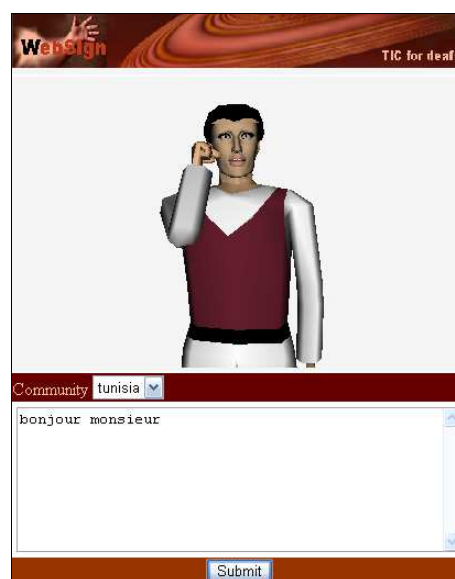 WebSign
TIC for deaf
Community tunisia
bonjour monsieur
Submit